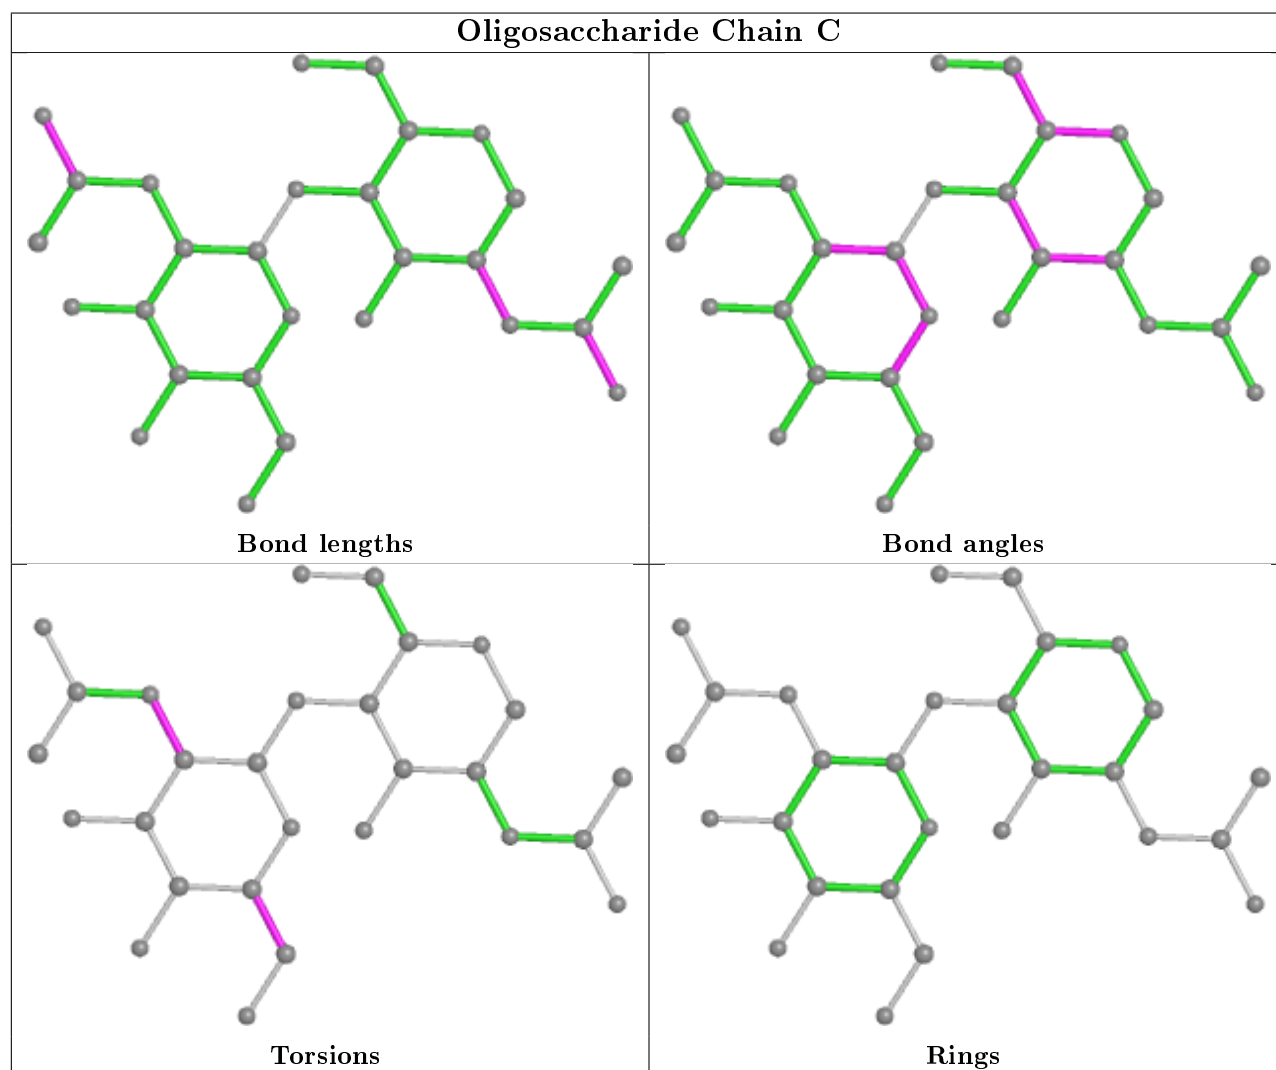 Oligosaccharide Chain C
Bond lengths
Bond angles
Torsions
Rings